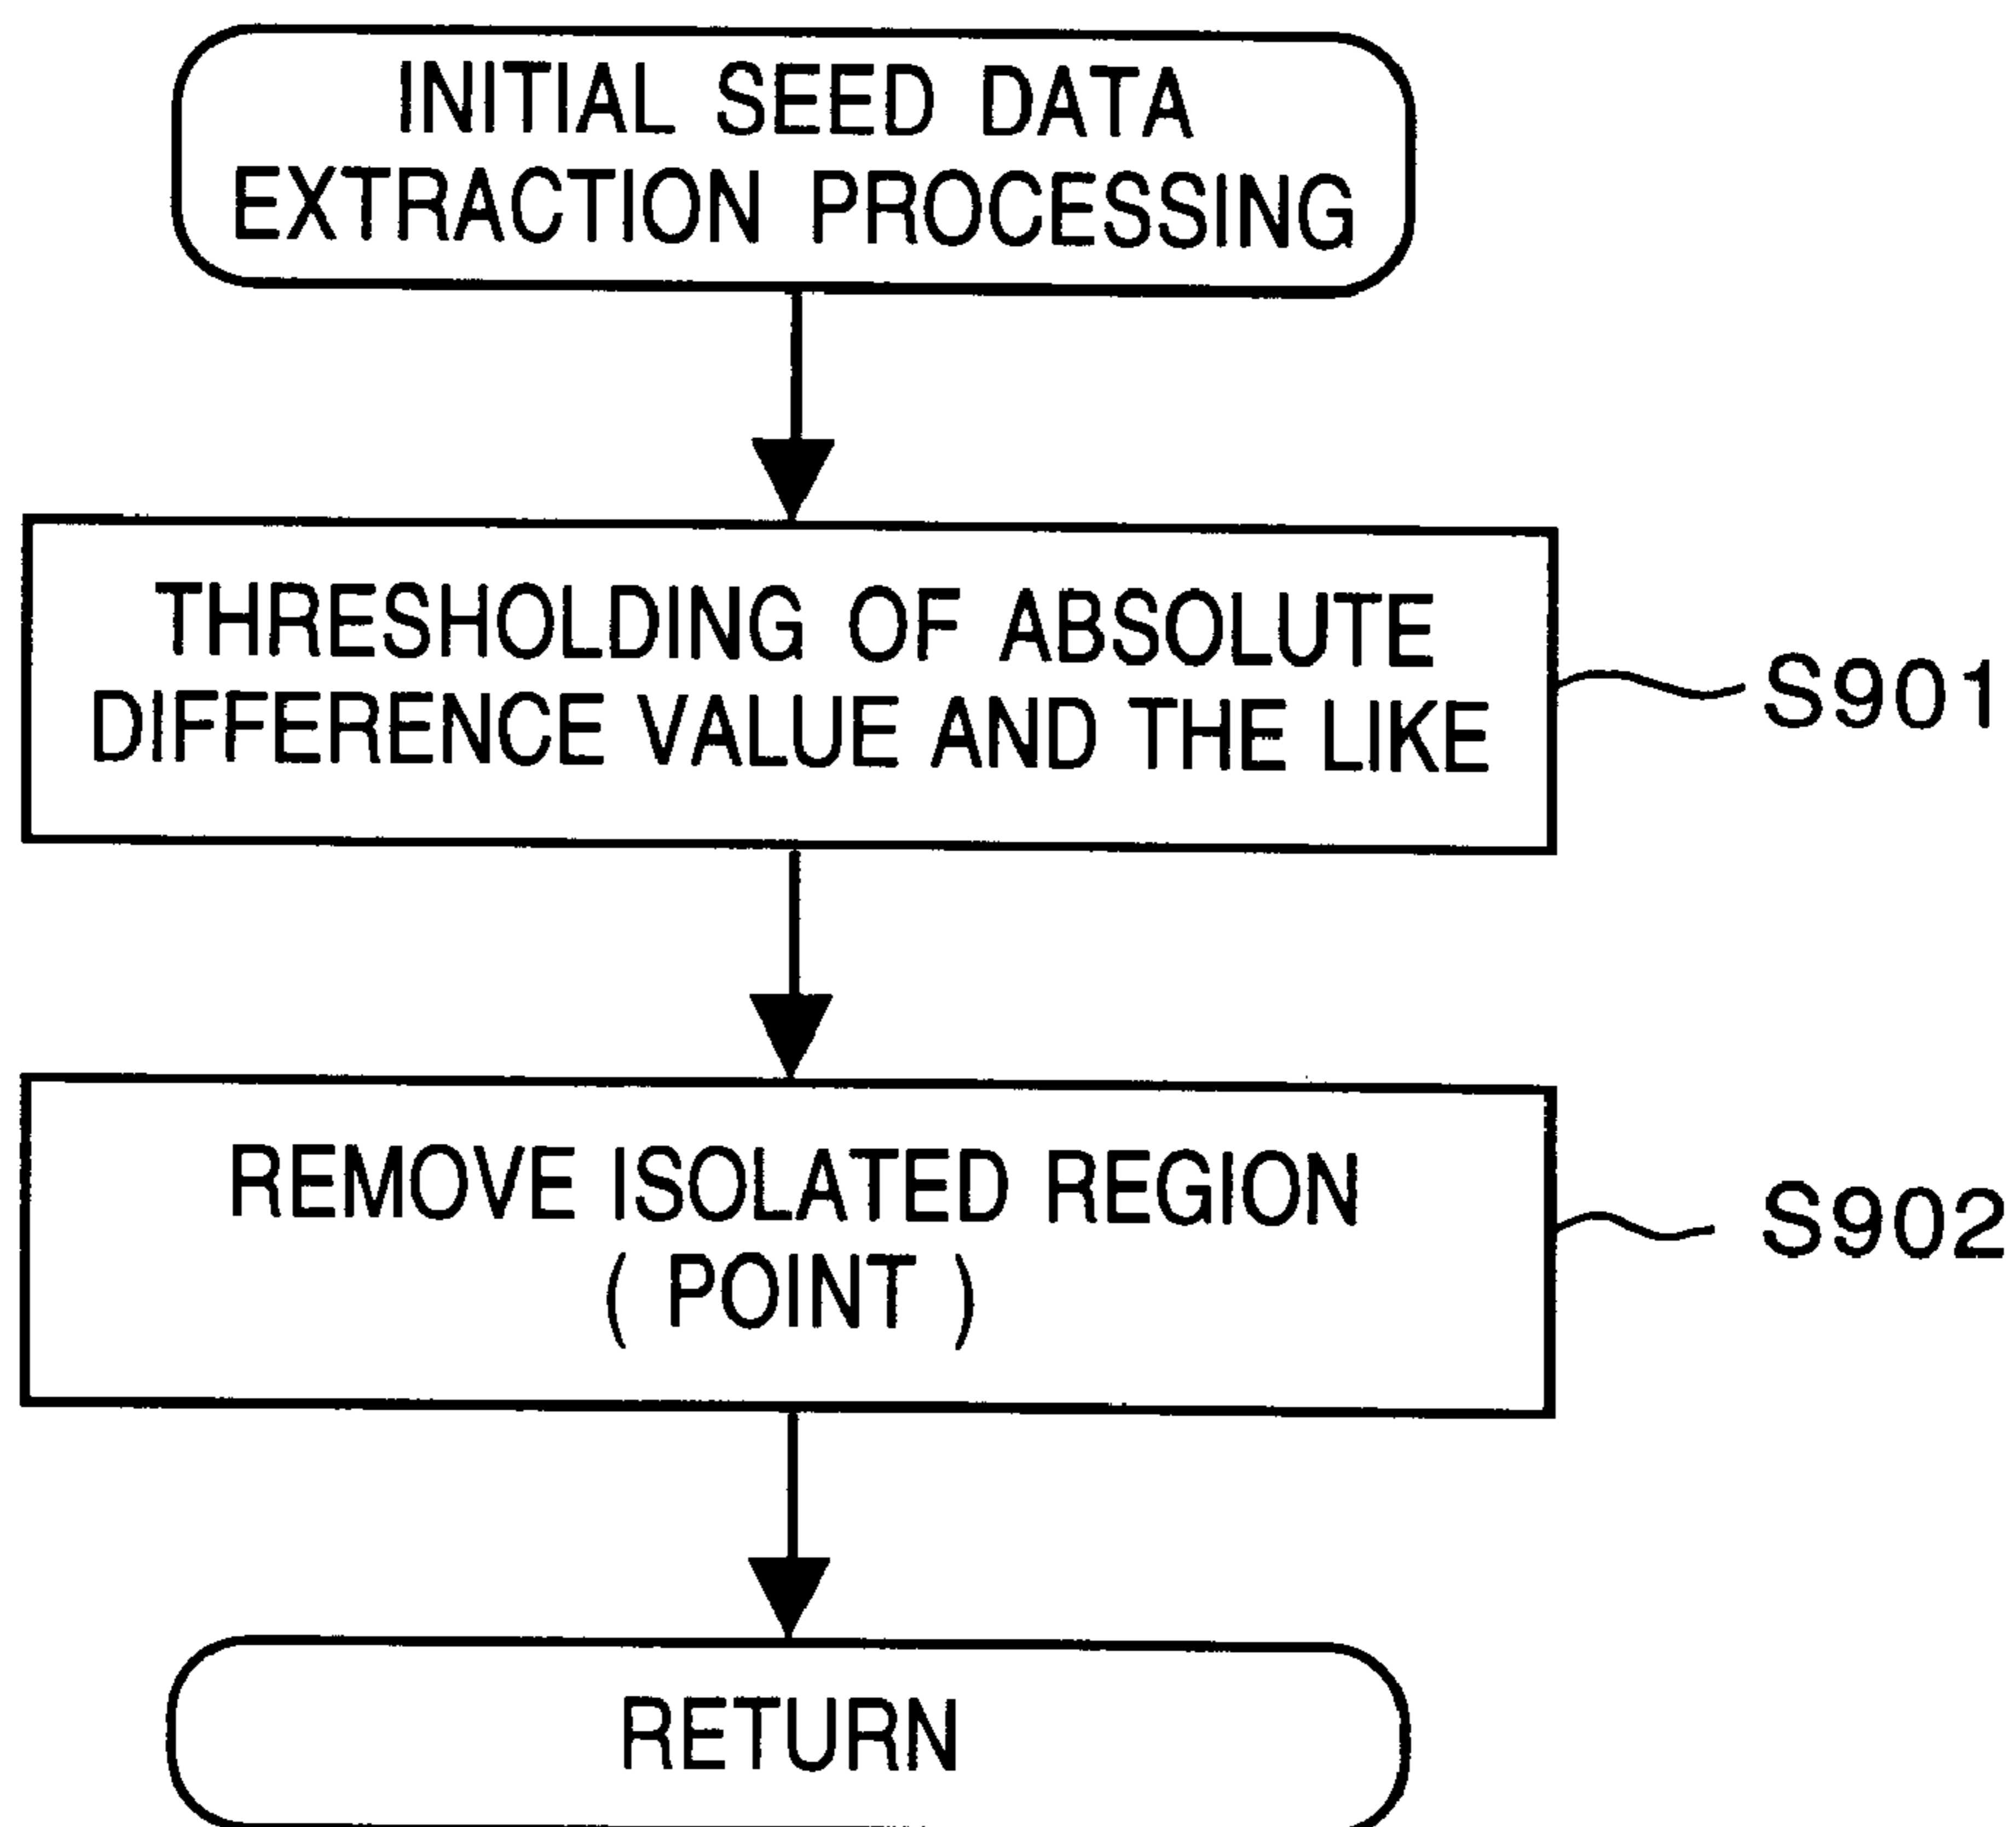 INITIAL SEED DATA
EXTRACTION PROCESSING
THRESHOLDING OF ABSOLUTE
DIFFERENCE VALUE AND THE LIKE
S901
REMOVE ISOLATED REGION
( POINT )
S902
RETURN